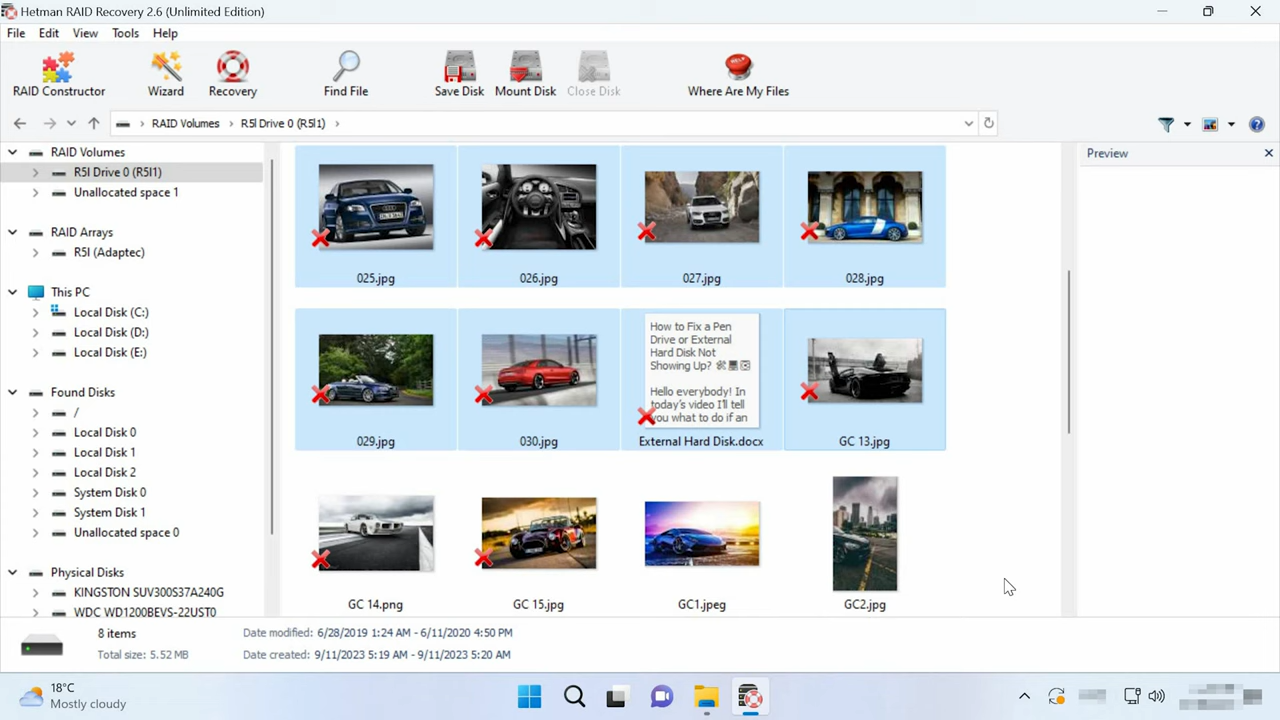 Hetman RAID Recovery 2.6 (Unlimited Edition)
File Edit View Tools Help
RAID Constructor Wizard Recovery Find File Save Disk Mount Disk Close Disk Where Are My Files
RAID Volumes R5I Drive 0 (R5I1)
RAID Volumes
R5I Drive 0 (R5I1)
Unallocated space 1
RAID Arrays
R5I (Adaptec)
This PC
Local Disk (C:)
Local Disk (D:)
Local Disk (E:)
Found Disks
/
Local Disk 0
Local Disk 1
Local Disk 2
System Disk 0
System Disk 1
Unallocated space 0
Physical Disks
KINGSTON SUV300S37A240G
WDC WD1200BEVS-22UST0
025.jpg 026.jpg 027.jpg 028.jpg
How to Fix a Pen
Drive or External
Hard Disk Not
Showing Up?
Hello everybody! In
today's video I'll tell
you what to do if an
029.jpg 030.jpg External Hard Disk.docx GC 13.jpg
GC 14.png GC 15.jpg GC1.jpeg GC2.jpg
Preview
8 items
Total size: 5.52 MB
Date modified: 6/28/2019 1:24 AM - 6/11/2020 4:50 PM
Date created: 9/11/2023 5:19 AM - 9/11/2023 5:20 AM
18°C
Mostly cloudy